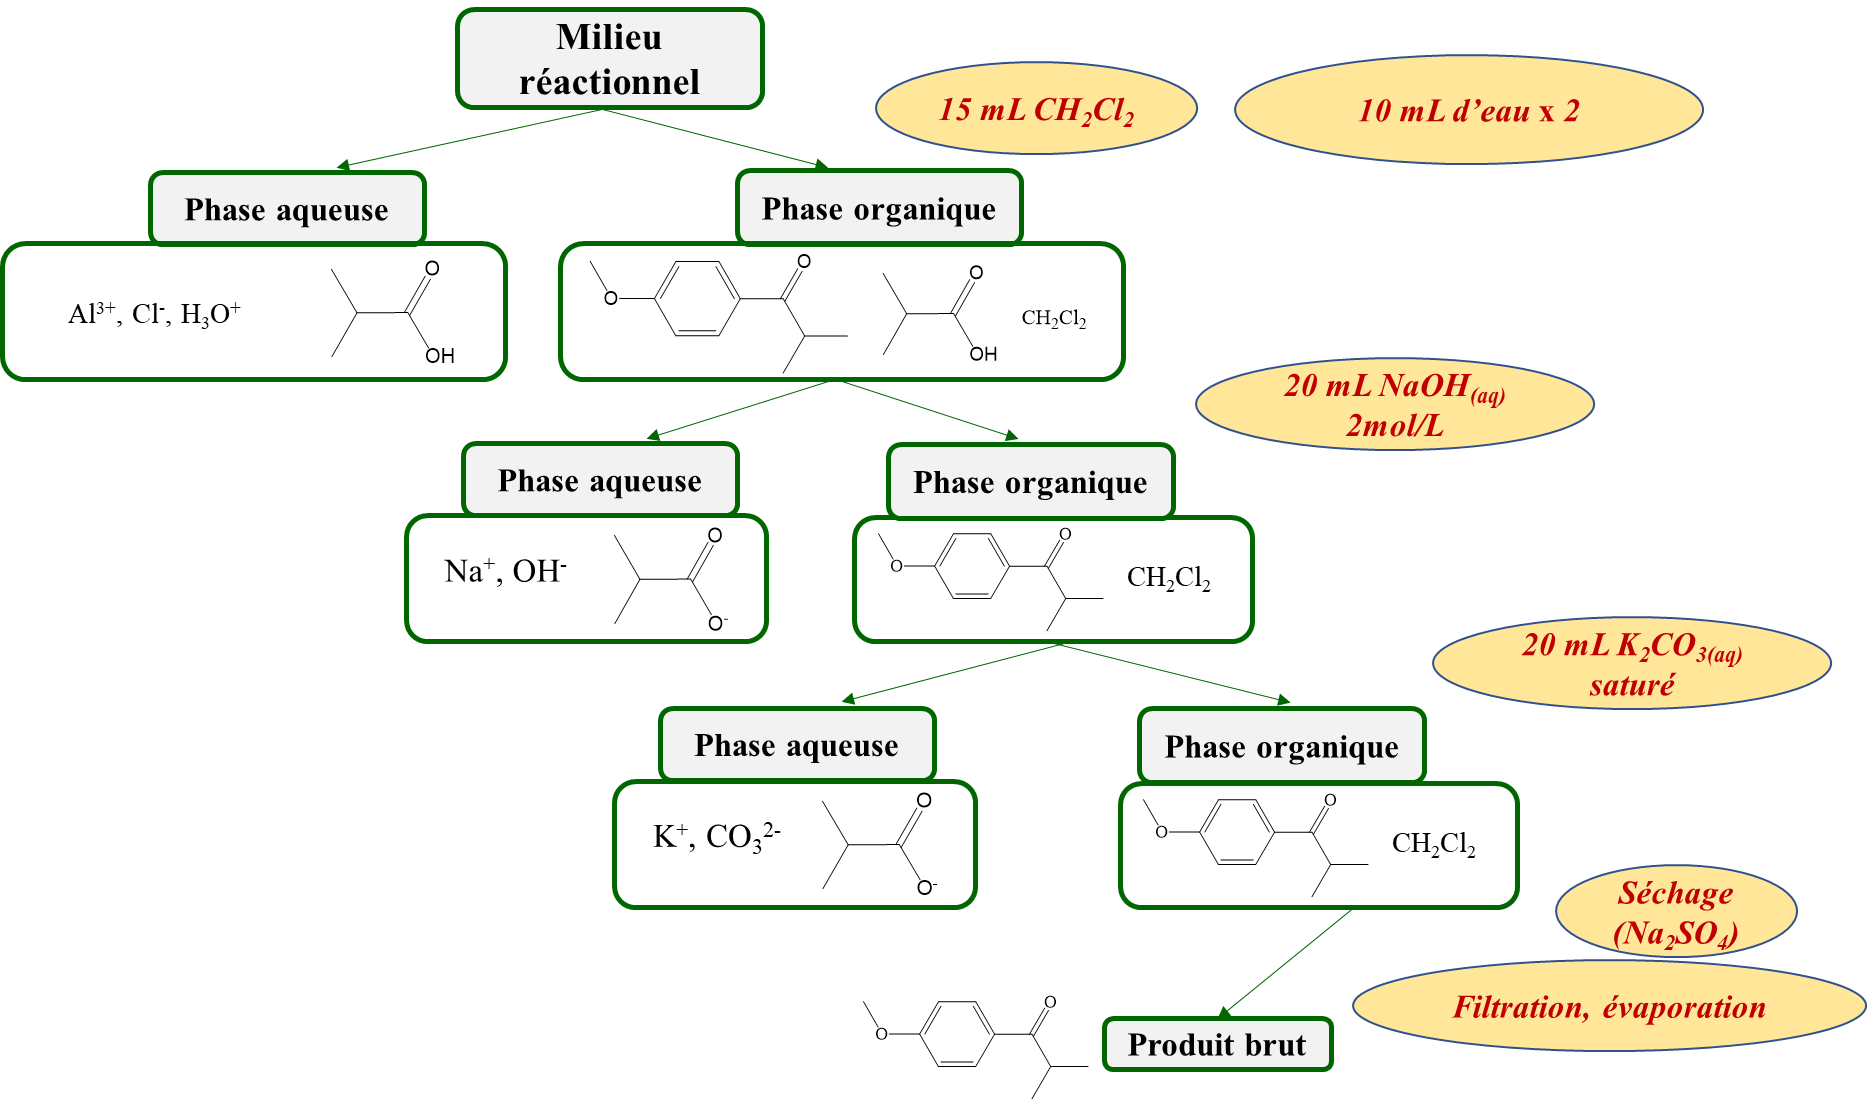 Milieu
réactionnel
15 mL CH₂Cl₂
10 mL d’eau x 2
Phase aqueuse
Phase organique
Al³⁺, Cl⁻, H₃O⁺
O
OH
O
O
O
OH
CH₂Cl₂
20 mL NaOH₍aq₎
2mol/L
Phase aqueuse
Phase organique
Na⁺, OH⁻
O
O⁻
O
O
CH₂Cl₂
20 mL K₂CO₃₍aq₎
saturé
Phase aqueuse
Phase organique
K⁺, CO₃²⁻
O
O⁻
O
O
CH₂Cl₂
Séchage
(Na₂SO₄)
Filtration, évaporation
O
O
Produit brut